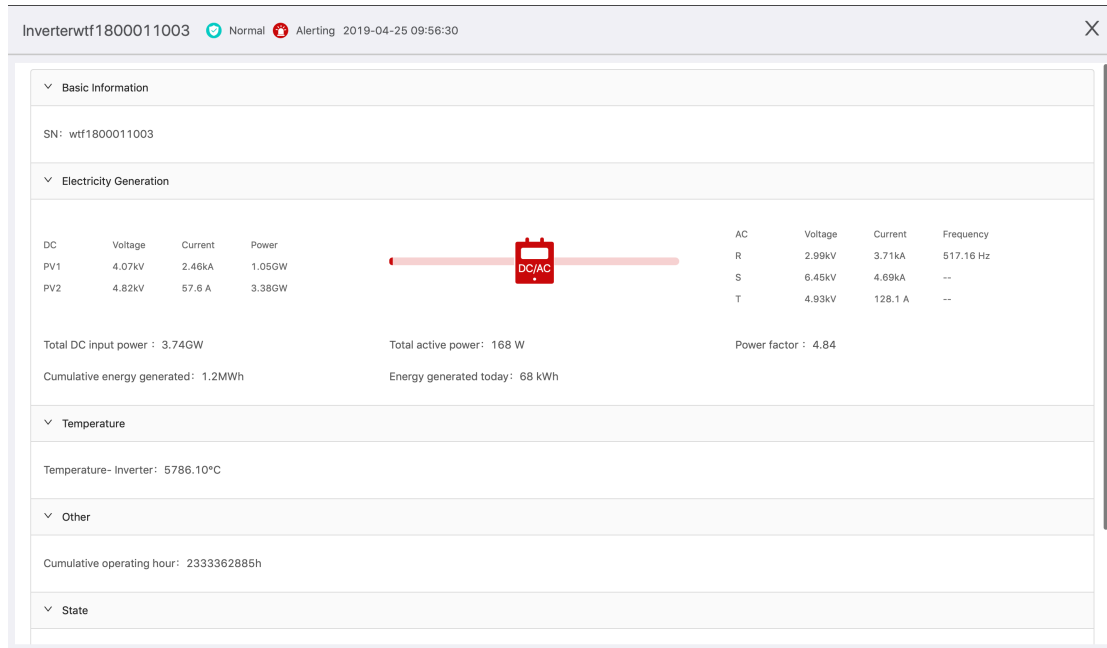 Inverterwtf1800011003 Normal Alerting 2019-04-25 09:56:30
Basic Information
SN: wtf1800011003
Electricity Generation
DC Voltage Current Power
PV1 4.07kV 2.46kA 1.05GW
PV2 4.82kV 57.6 A 3.38GW
DC/AC
AC Voltage Current Frequency
R 2.99kV 3.71kA 517.16 Hz
S 6.45kV 4.69kA --
T 4.93kV 128.1 A --
Total DC input power : 3.74GW Total active power: 168 W Power factor : 4.84
Cumulative energy generated: 1.2MWh Energy generated today: 68 kWh
Temperature
Temperature- Inverter: 5786.10°C
Other
Cumulative operating hour: 2333362885h
State